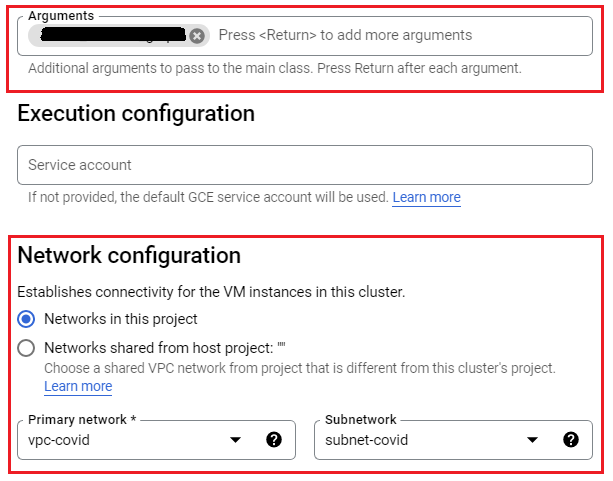 Arguments
Press <Return> to add more arguments
Additional arguments to pass to the main class. Press Return after each argument.
Execution configuration
Service account
If not provided, the default GCE service account will be used. Learn more
Network configuration
Establishes connectivity for the VM instances in this cluster.
Networks in this project
Networks shared from host project: ""
Choose a shared VPC network from project that is different from this cluster's project.
Learn more
Primary network * Subnetwork
vpc-covid subnet-covid